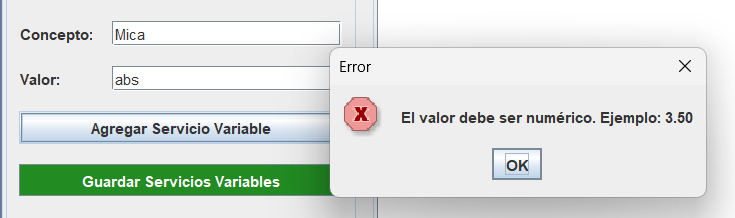 Concepto: Mica
Error
Valor: abs
El valor debe ser numérico. Ejemplo: 3.50
Agregar Servicio Variable
OK
Guardar Servicios Variables